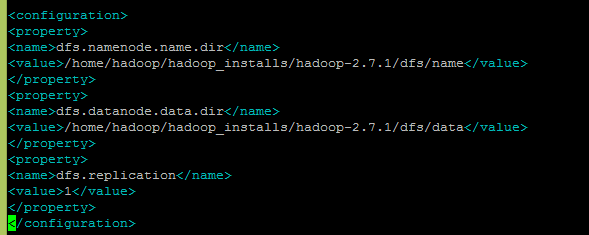 <configuration>
<property>
<name>dfs.namenode.name.dir</name>
<value>/home/hadoop/hadoop_installs/hadoop-2.7.1/dfs/name</value>
</property>
<property>
<name>dfs.datanode.data.dir</name>
<value>/home/hadoop/hadoop_installs/hadoop-2.7.1/dfs/data</value>
</property>
<property>
<name>dfs.replication</name>
<value>1</value>
</property>
</configuration>